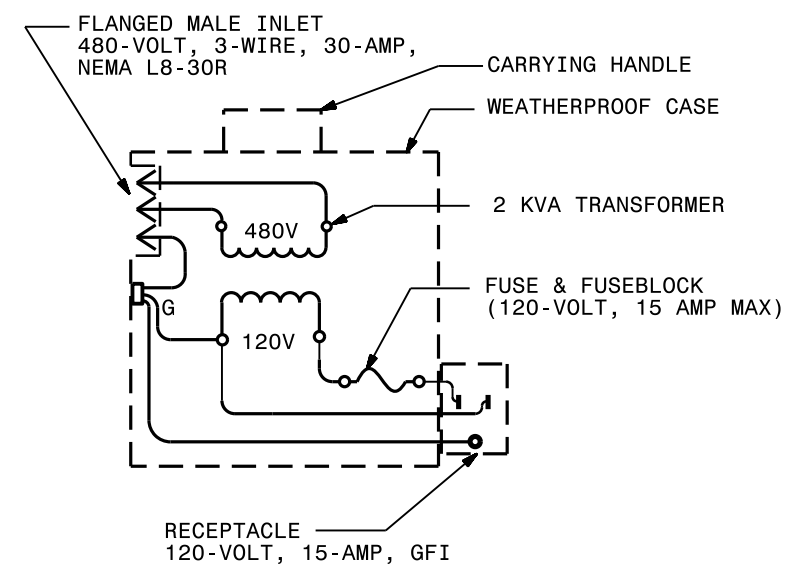 FLANGED MALE INLET
480-VOLT, 3-WIRE, 30-AMP,
NEMA L8-30R
CARRYING HANDLE
WEATHERPROOF CASE
2 KVA TRANSFORMER
480V
FUSE & FUSEBLOCK
(120-VOLT, 15 AMP MAX)
G
120V
RECEPTACLE
120-VOLT, 15-AMP, GFI